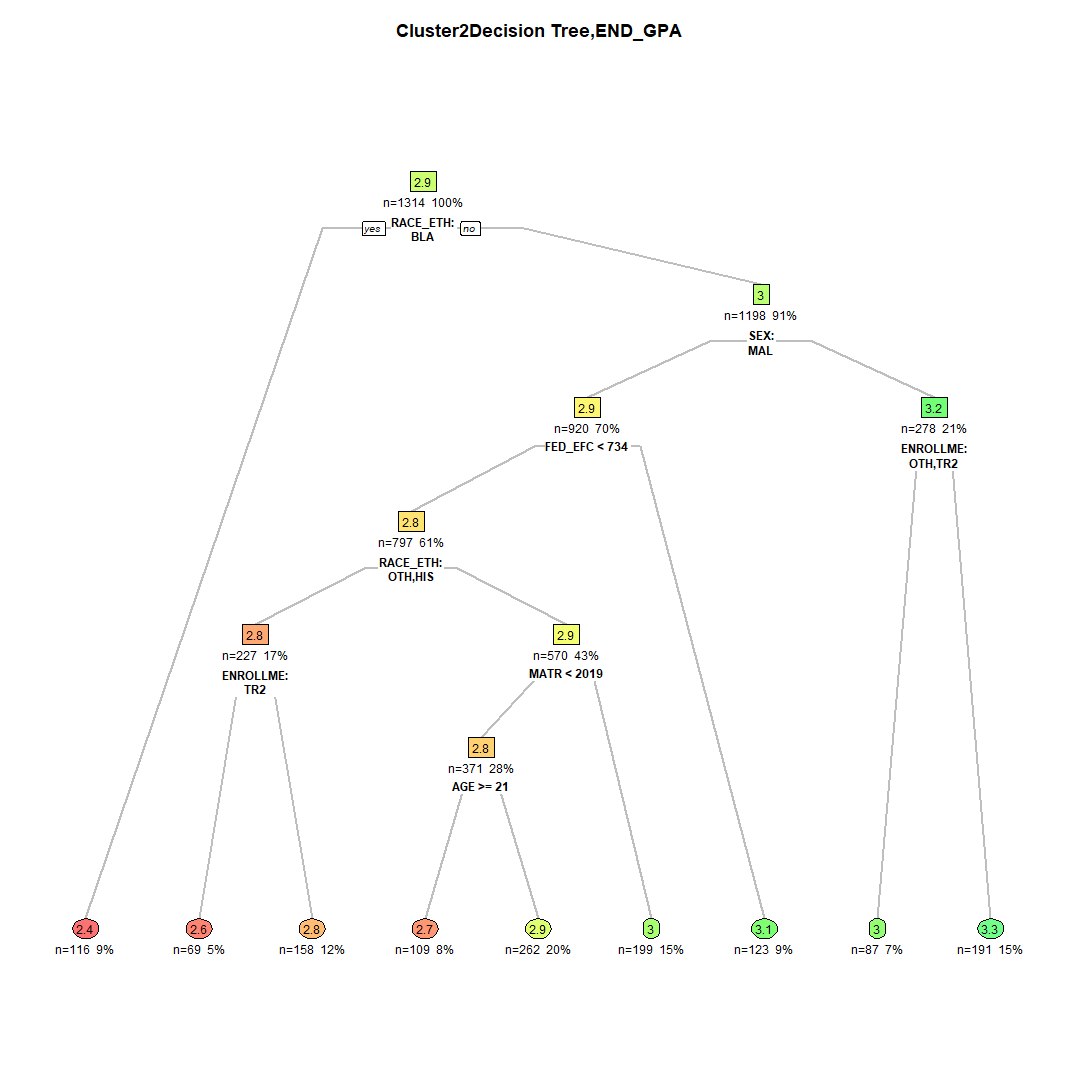 Cluster2Decision Tree,END_GPA
2.9
n=1314 100%
yes RACE_ETH: no
BLA
3
n=1198 91%
SEX:
MAL
2.9 3.2
n=920 70% n=278 21%
FED_EFC < 734 ENROLLME:
OTH,TR2
2.8
n=797 61%
RACE_ETH:
OTH,HIS
2.8 2.9
n=227 17% n=570 43%
ENROLLME: MATR < 2019
TR2
2.8
n=371 28%
AGE >= 21
2.4 2.6 2.8 2.7 2.9 3 3.1 3 3.3
n=116 9% n=69 5% n=158 12% n=109 8% n=262 20% n=199 15% n=123 9% n=87 7% n=191 15%